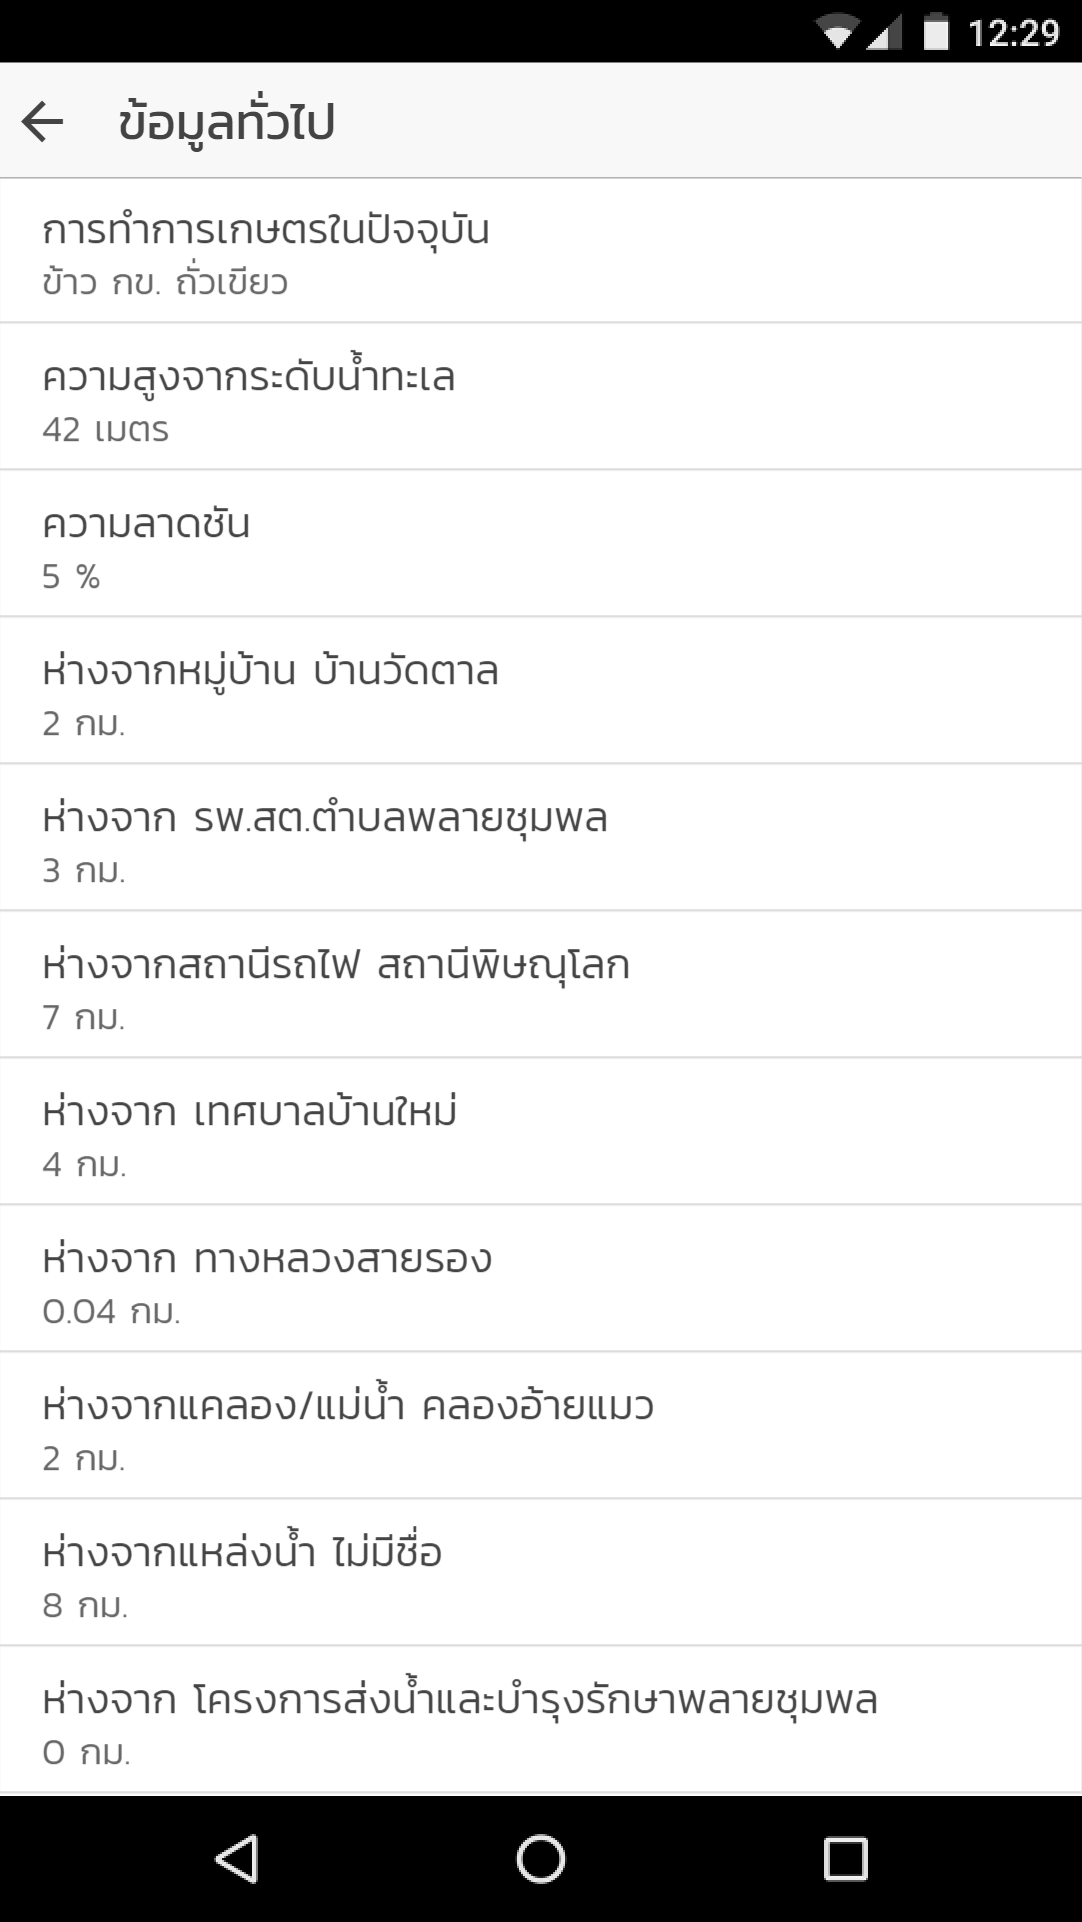 12:29
ข้อมูลทั่วไป
การทำการเกษตรในปัจจุบัน
ข้าว กข. ถั่วเขียว
ความสูงจากระดับน้ำทะเล
42 เมตร
ความลาดชัน
5 %
ห่างจากหมู่บ้าน บ้านวัดตาล
2 กม.
ห่างจาก รพ.สต.ตำบลพลายชุมพล
3 กม.
ห่างจากสถานีรถไฟ สถานีพิษณุโลก
7 กม.
ห่างจาก เทศบาลบ้านใหม่
4 กม.
ห่างจาก ทางหลวงสายรอง
0.04 กม.
ห่างจากแคลอง/แม่น้ำ คลองอ้ายแมว
2 กม.
ห่างจากแหล่งน้ำ ไม่มีชื่อ
8 กม.
ห่างจาก โครงการส่งน้ำและบำรุงรักษาพลายชุมพล
0 กม.